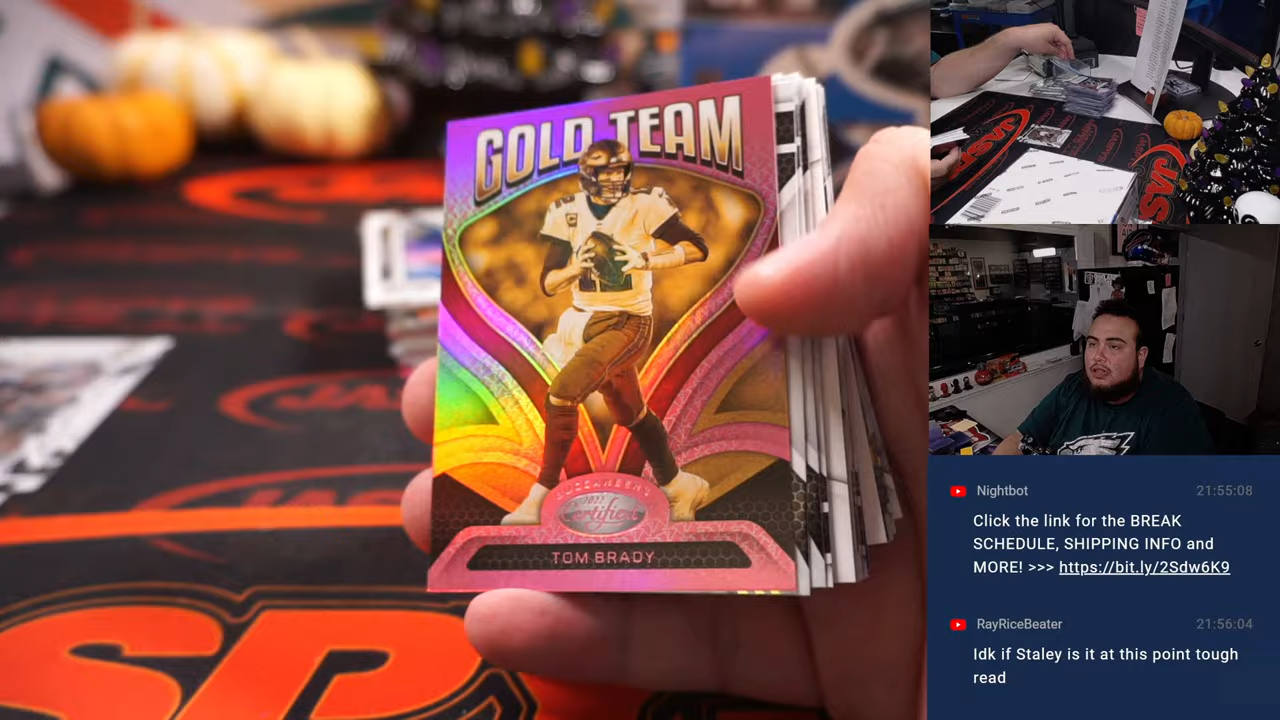 GOLD TEAM
BUCCANEERS
2022
Certified
TOM BRADY
Nightbot
21:55:08
Click the link for the BREAK
SCHEDULE, SHIPPING INFO and
MORE! >>> https://bit.ly/2Sdw6K9
RayRiceBeater
21:56:04
Idk if Staley is it at this point tough
read